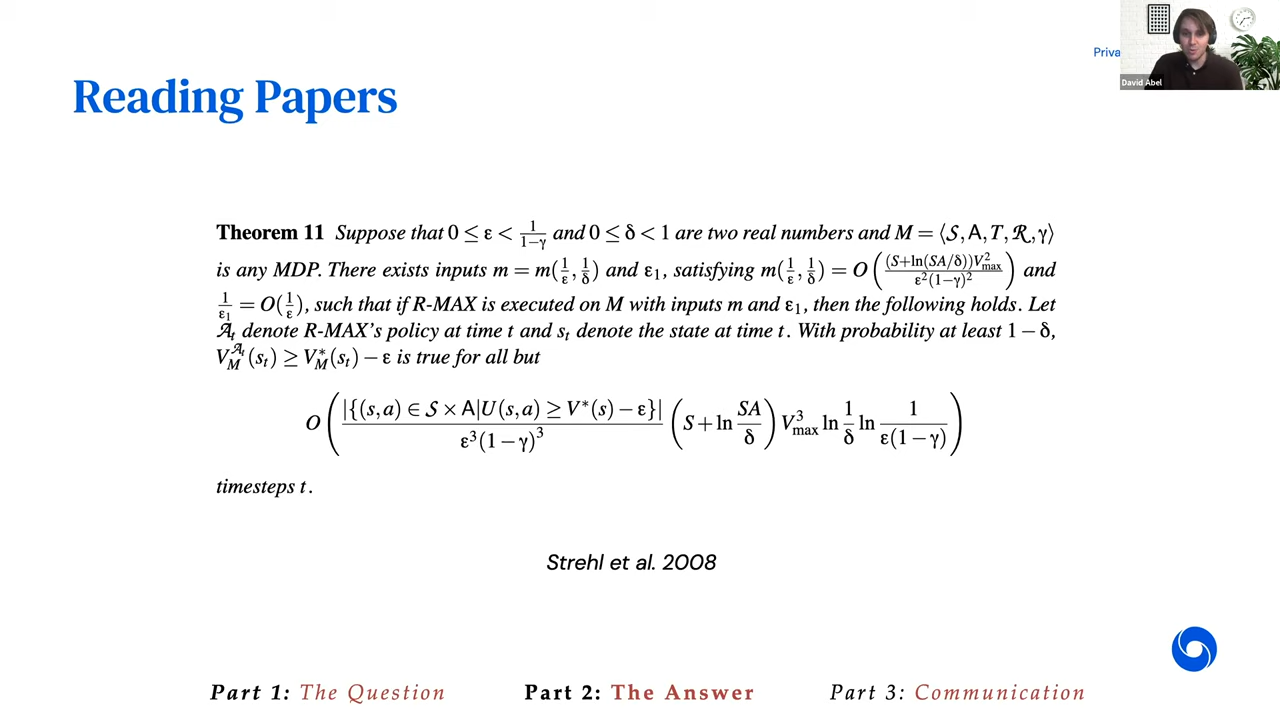 Priva
David Abel
Reading Papers
Theorem 11 Suppose that 0 ≤ ε < 1/(1−γ) and 0 ≤ δ < 1 are two real numbers and M = ⟨𝒮, A, T, ℛ, γ⟩
is any MDP. There exists inputs m = m(1/ε, 1/δ) and ε₁, satisfying m(1/ε, 1/δ) = O((S+ln(SA/δ))V²max / ε²(1−γ)²) and
1/ε₁ = O(1/ε), such that if R-MAX is executed on M with inputs m and ε₁, then the following holds. Let
𝒜t denote R-MAX's policy at time t and st denote the state at time t. With probability at least 1 − δ,
V_M^𝒜t(st) ≥ V*_M(st) − ε is true for all but
O(|{(s,a) ∈ 𝒮 × A|U(s,a) ≥ V*(s) − ε}| / ε³(1−γ)³ (S + ln SA/δ) V³max ln 1/δ ln 1/ε(1−γ))
timesteps t.
Strehl et al. 2008
Part 1: The Question Part 2: The Answer Part 3: Communication